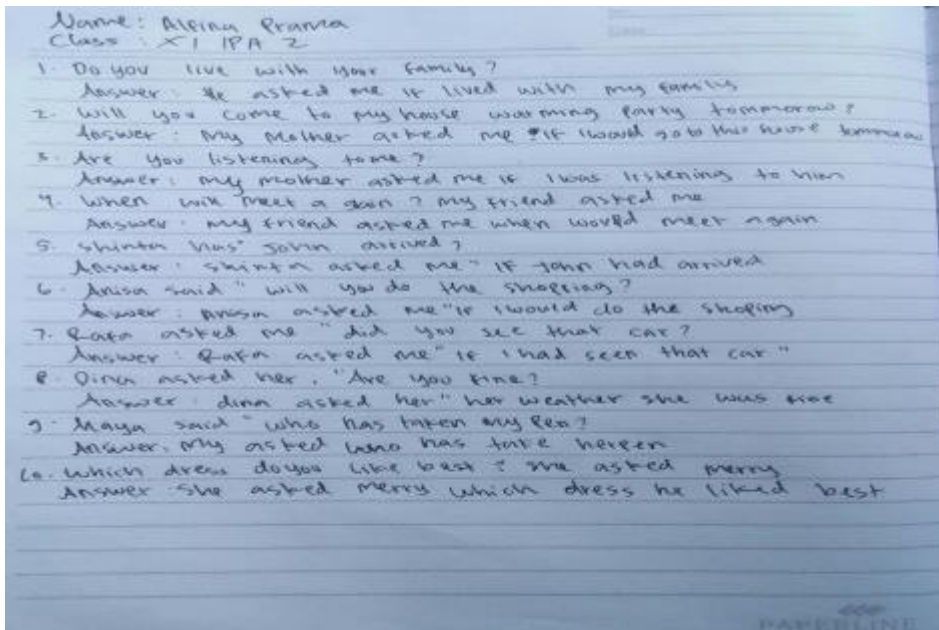 Name: Alfina Pranta
Class : XI IPA 2
1. Do you live with your family?
Answer: He asked me if lived with my family
2. Will you come to my house warming party tommorow?
Answer: My Mother asked me if I would go to this house tommorow
3. Are you listening to me?
Answer: my mother asked me if I was listening to him
4. When will meet a gain? my friend asked me
Answer: my friend asked me when would meet again
5. Shinta has" John arrived?
Answer: Shinta asked me" if John had arrived
6. Anisa said " will you do the shopping?
Answer: Anisa asked me "if I would do the shoping
7. Rafa asked me " did you see that car?
Answer: Rafa asked me" if I had seen that car"
8. Dina asked her, "Are you fine?
Answer: dina asked her" her weather she was fine
9. Maya said " who has taken my Pen?
Answer: My asked who has take
10. Which dress do you like best? she asked merry
Answer She asked merry which dress he liked best
PAPERLINE